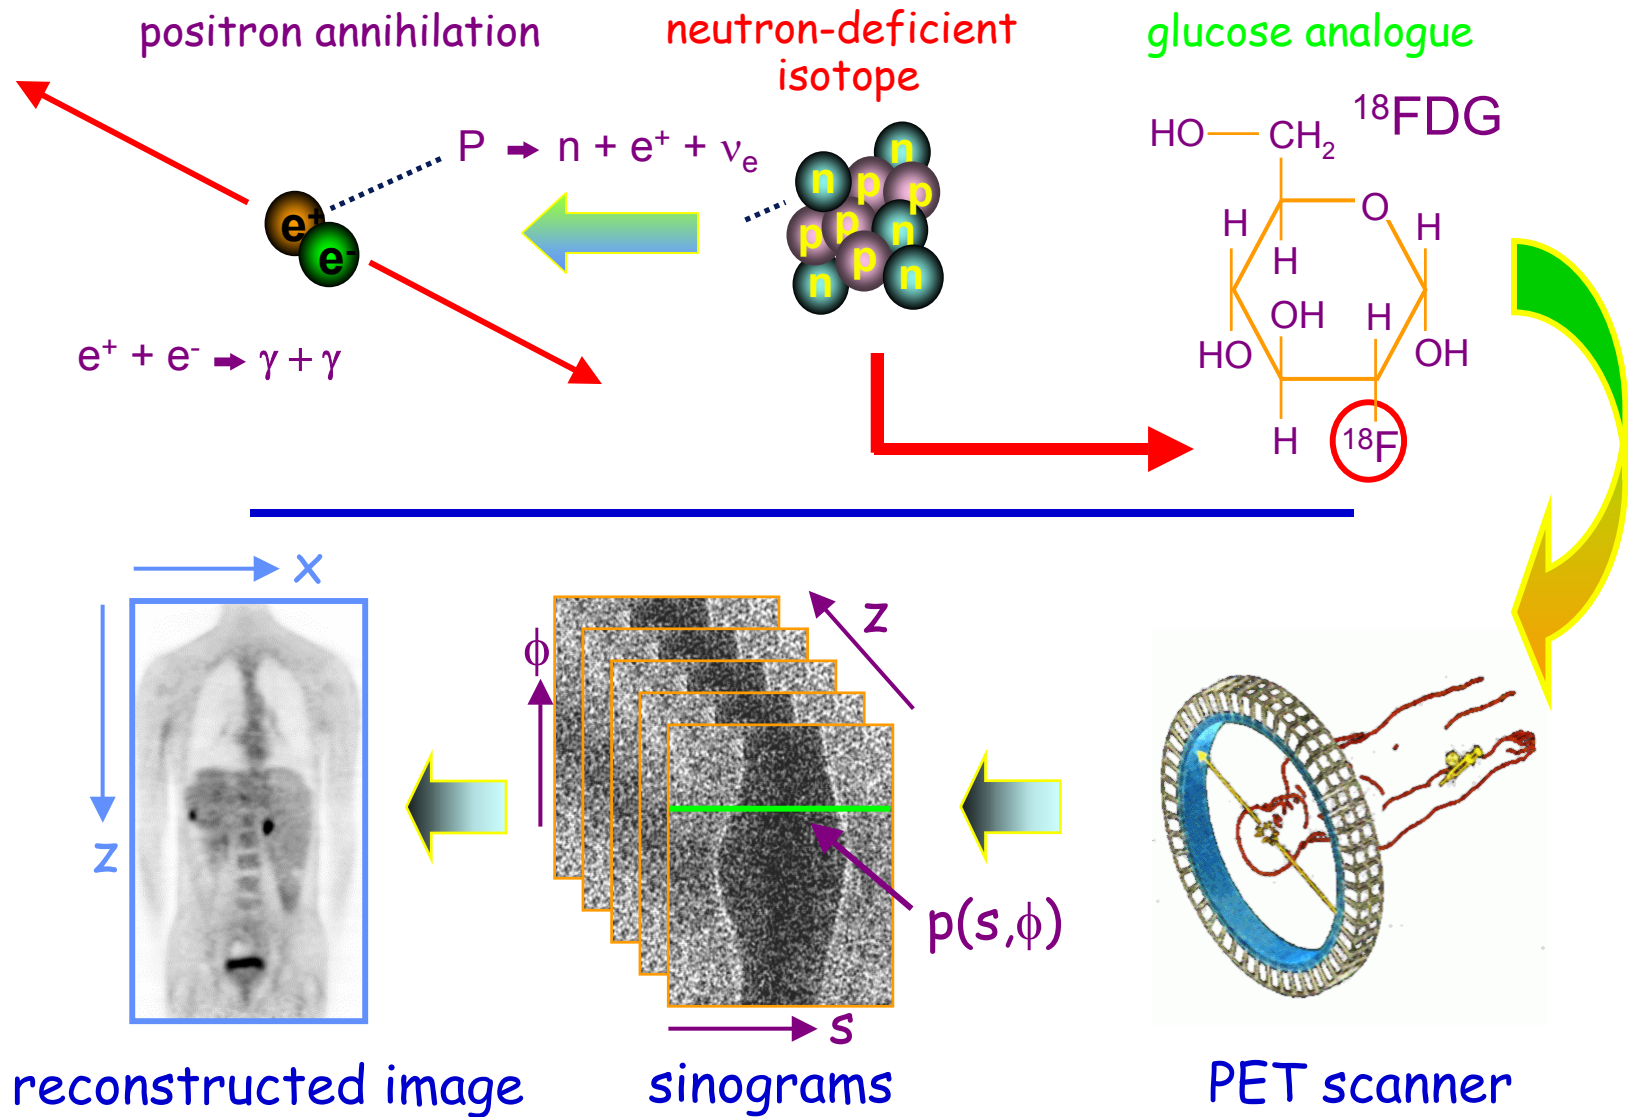 positron annihilation
neutron-deficient
isotope
glucose analogue
P ➡ n + e⁺ + νₑ
e⁺
e⁻
e⁺ + e⁻ ➡ γ + γ
n
n
p
p
p
p
n
p
n
n
¹⁸FDG
HO
CH₂
O
H
H
H
OH
H
HO
OH
H
¹⁸F
x
z
ϕ
z
p(s,ϕ)
s
reconstructed image
sinograms
PET scanner